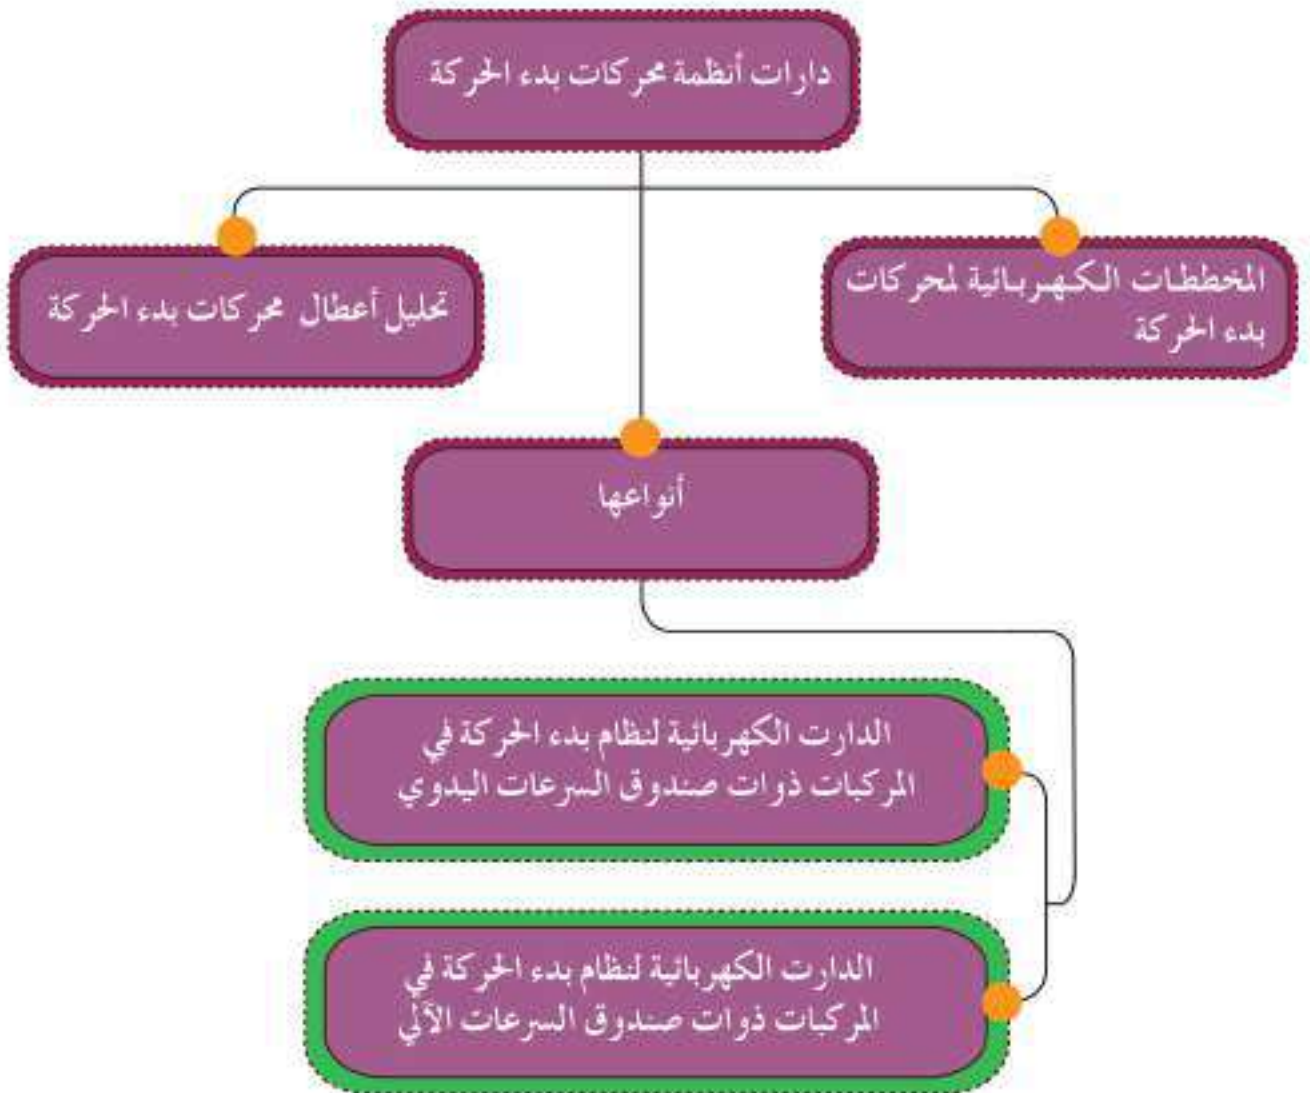 دارات أنظمة محركات بدء الحركة
المخططات الكهربائية لمحركات
بدء الحركة
تحليل أعطال محركات بدء الحركة
أنواعها
الدارت الكهربائية لنظام بدء الحركة في
المركبات ذوات صندوق السرعات اليدوي
الدارت الكهربائية لنظام بدء الحركة في
المركبات ذوات صندوق السرعات الآلي